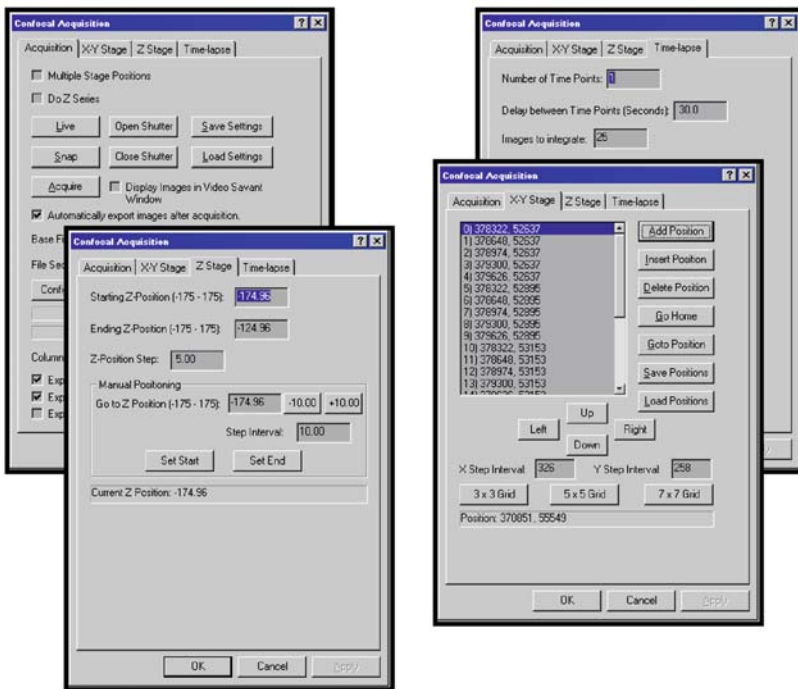 Confocal Acquisition
Acquisition X-Y Stage Z Stage Time-lapse
Multiple Stage Positions
Do Z Series
Live Open Shutter Save Settings
Snap Close Shutter Load Settings
Acquire Display Images in Video Savant
Window
Automatically export images after acquisition.
Base Fi
File Sec
Confi
Column
Exp
Exp
Exp
Confocal Acquisition
Acquisition X-Y Stage Z Stage Time-lapse
Starting Z-Position (-175 - 175): -174.96
Ending Z-Position (-175 - 175): -124.96
Z-Position Step: 5.00
Manual Positioning
Go to Z Position (-175 - 175): -174.96 -10.00 +10.00
Step Interval: 10.00
Set Start Set End
Current Z Position: -174.96
OK Cancel Apply
Confocal Acquisition
Acquisition X-Y Stage Z Stage Time-lapse
Number of Time Points: 1
Delay between Time Points (Seconds): 30.0
Images to integrate: 25
Confocal Acquisition
Acquisition X-Y Stage Z Stage Time-lapse
0) 378322, 52637
1) 378648, 52637
2) 378974, 52637
3) 379300, 52637
4) 379626, 52637
5) 378322, 52895
6) 378648, 52895
7) 378974, 52895
8) 379300, 52895
9) 379626, 52895
10) 378322, 53153
11) 378648, 53153
12) 378974, 53153
13) 379300, 53153
Add Position
Insert Position
Delete Position
Go Home
Goto Position
Save Positions
Load Positions
Up
Left Right
Down
X Step Interval 326 Y Step Interval 258
3 x 3 Grid 5 x 5 Grid 7 x 7 Grid
Position: 370851, 55549
OK Cancel Apply